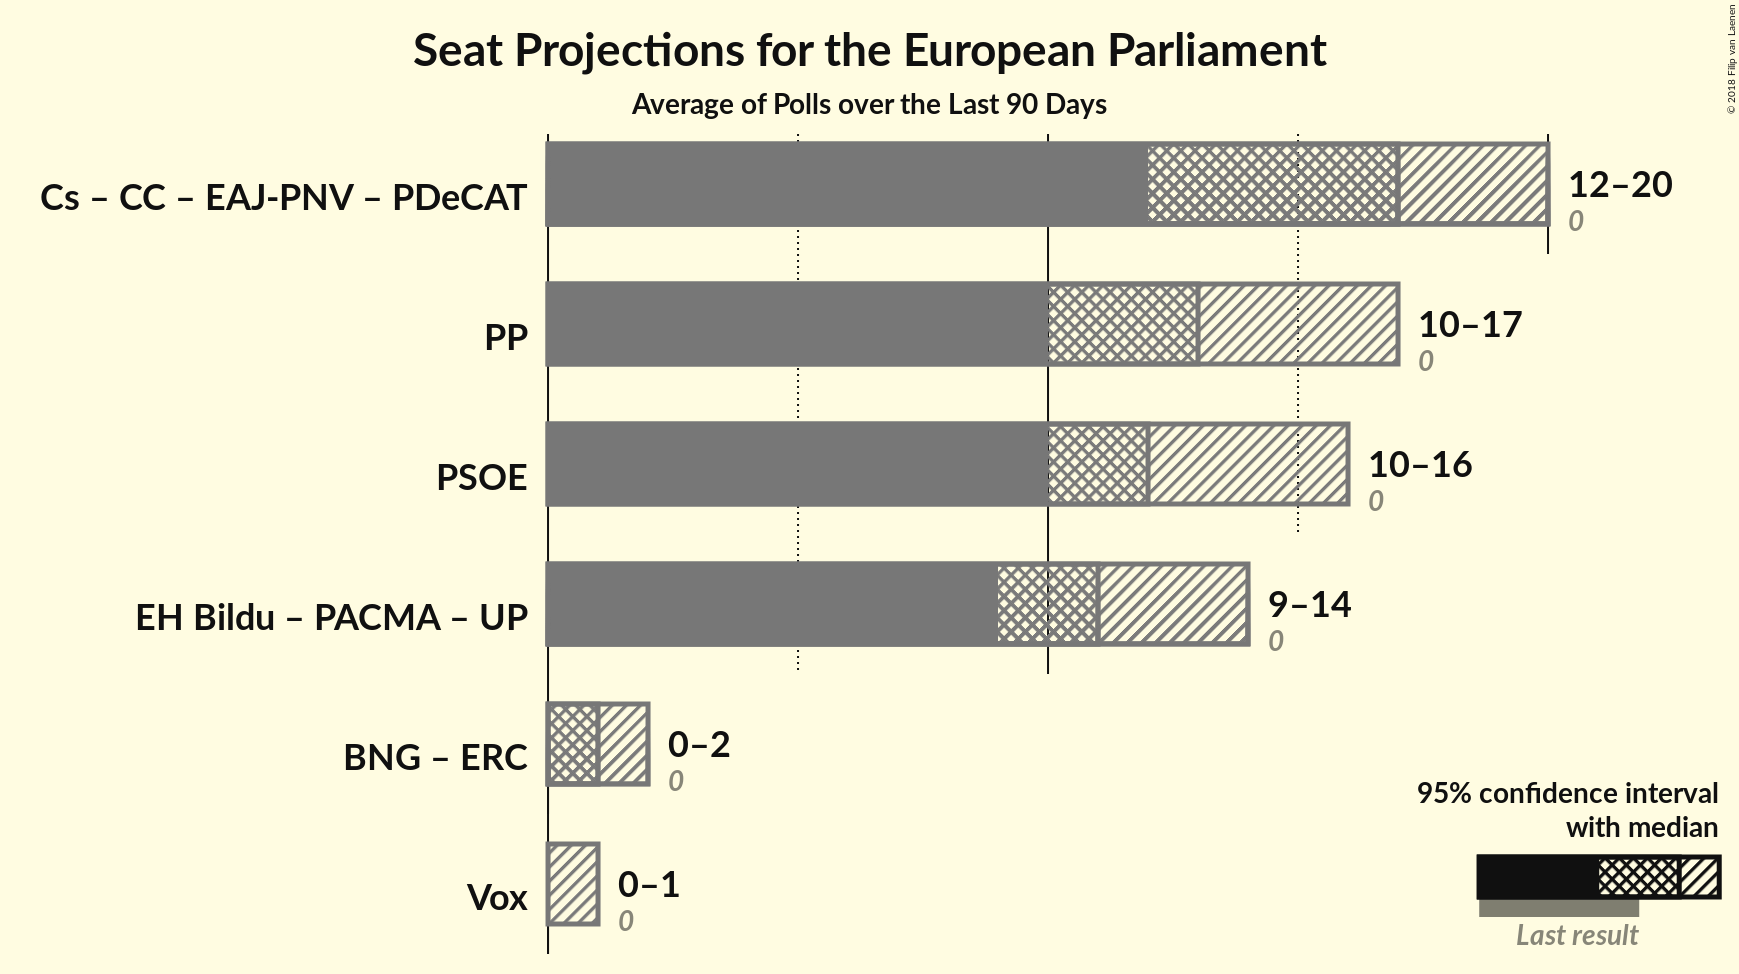 Seat Projections for the European Parliament
Average of Polls over the Last 90 Days
© 2018 Filip van Laenen
Cs – CC – EAJ-PNV – PDeCAT
12–20
0
PP
10–17
0
PSOE
10–16
0
EH Bildu – PACMA – UP
9–14
0
BNG – ERC
0–2
0
Vox
0–1
0
95% confidence interval
with median
Last result